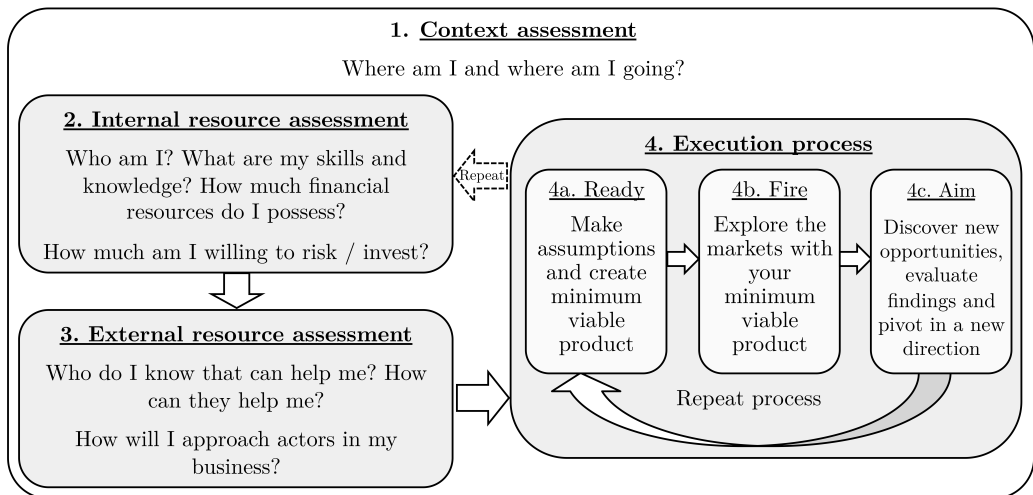 1. Context assessment
Where am I and where am I going?
2. Internal resource assessment
Who am I? What are my skills and
knowledge? How much financial
resources do I possess?
How much am I willing to risk / invest?
3. External resource assessment
Who do I know that can help me? How
can they help me?
How will I approach actors in my
business?
Repeat
4. Execution process
4a. Ready
Make
assumptions
and create
minimum
viable
product
4b. Fire
Explore the
markets with
your
minimum
viable
product
4c. Aim
Discover new
opportunities,
evaluate
findings and
pivot in a new
direction
Repeat process